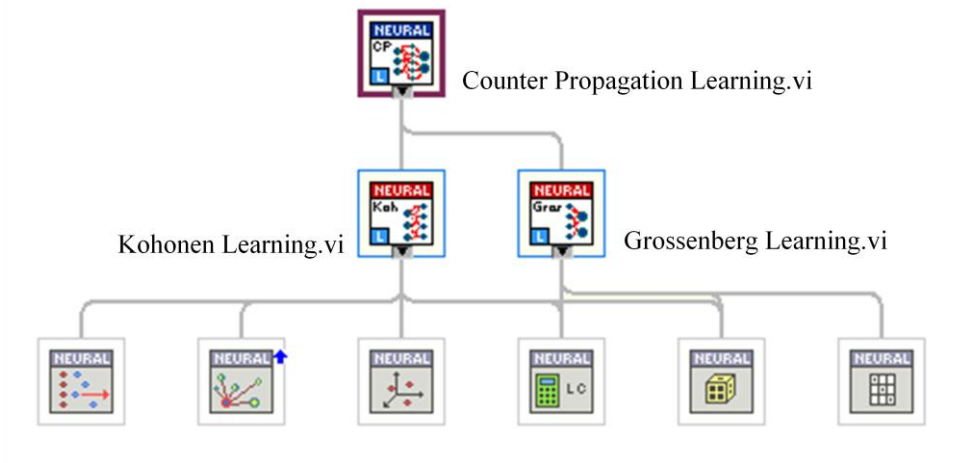 NEURAL
CP
L
Counter Propagation Learning.vi
NEURAL
Koh
L
NEURAL
Gros
L
Kohonen Learning.vi
Grossenberg Learning.vi
NEURAL
NEURAL
NEURAL
NEURAL
LC
NEURAL
NEURAL